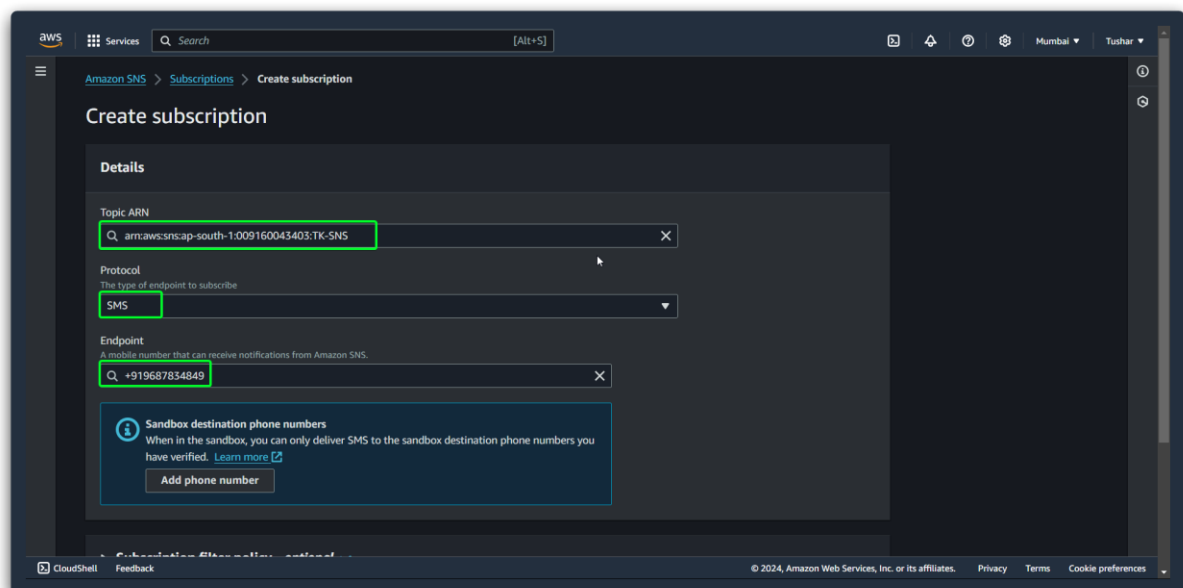 aws
Services
Search
[Alt+S]
Mumbai
Tushar
Amazon SNS
Subscriptions
Create subscription
Create subscription
Details
Topic ARN
arn:aws:sns:ap-south-1:009160043403:TK-SNS
Protocol
The type of endpoint to subscribe
SMS
Endpoint
A mobile number that can receive notifications from Amazon SNS.
+919687834849
Sandbox destination phone numbers
When in the sandbox, you can only deliver SMS to the sandbox destination phone numbers you
have verified. Learn more
Add phone number
Subscription filter policy - optional
CloudShell
Feedback
© 2024, Amazon Web Services, Inc. or its affiliates.
Privacy
Terms
Cookie preferences